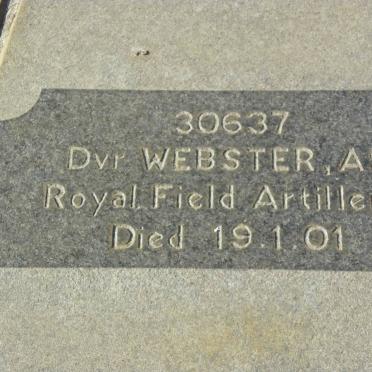 30637
Dvr WEBSTER, A
Royal Field Artille
Died 19.1.01